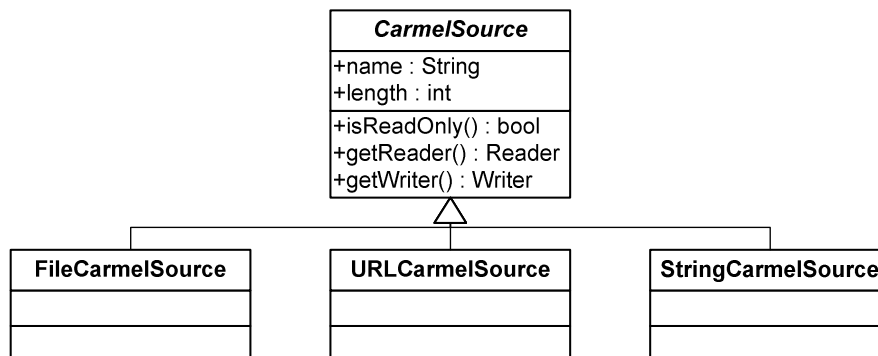 CarmelSource
+name : String
+length : int
+isReadOnly() : bool
+getReader() : Reader
+getWriter() : Writer
FileCarmelSource
URLCarmelSource
StringCarmelSource